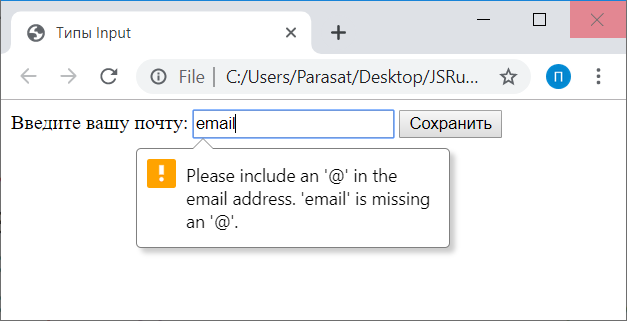 Типы Input
File | C:/Users/Parasat/Desktop/JSRu...
П
Введите вашу почту: email Сохранить
Please include an '@' in the
email address. 'email' is missing
an '@'.